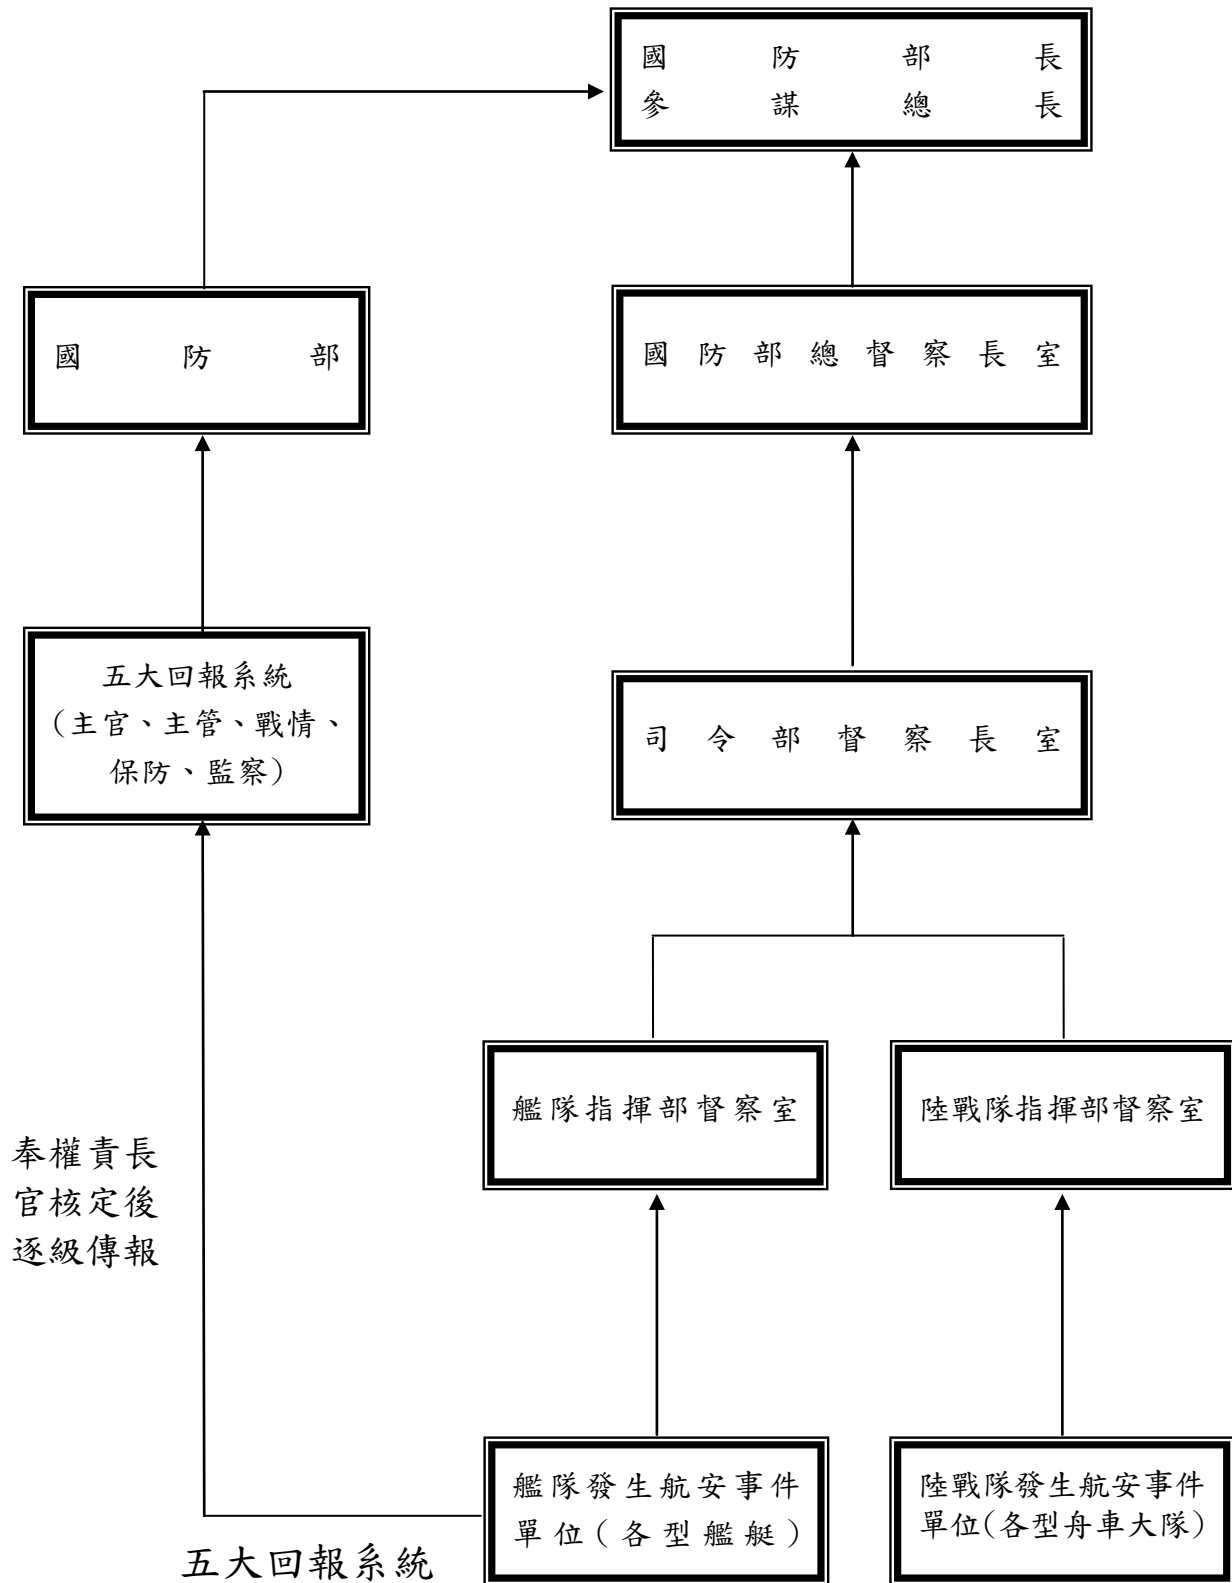 國防部長
參謀總長
國防部
國防部總督察長室
五大回報系統
（主官、主管、戰情、
保防、監察）
司令部督察長室
艦隊指揮部督察室
陸戰隊指揮部督察室
奉權責長
官核定後
逐級傳報
艦隊發生航安事件
單位（各型艦艇）
陸戰隊發生航安事件
單位（各型舟車大隊）
五大回報系統